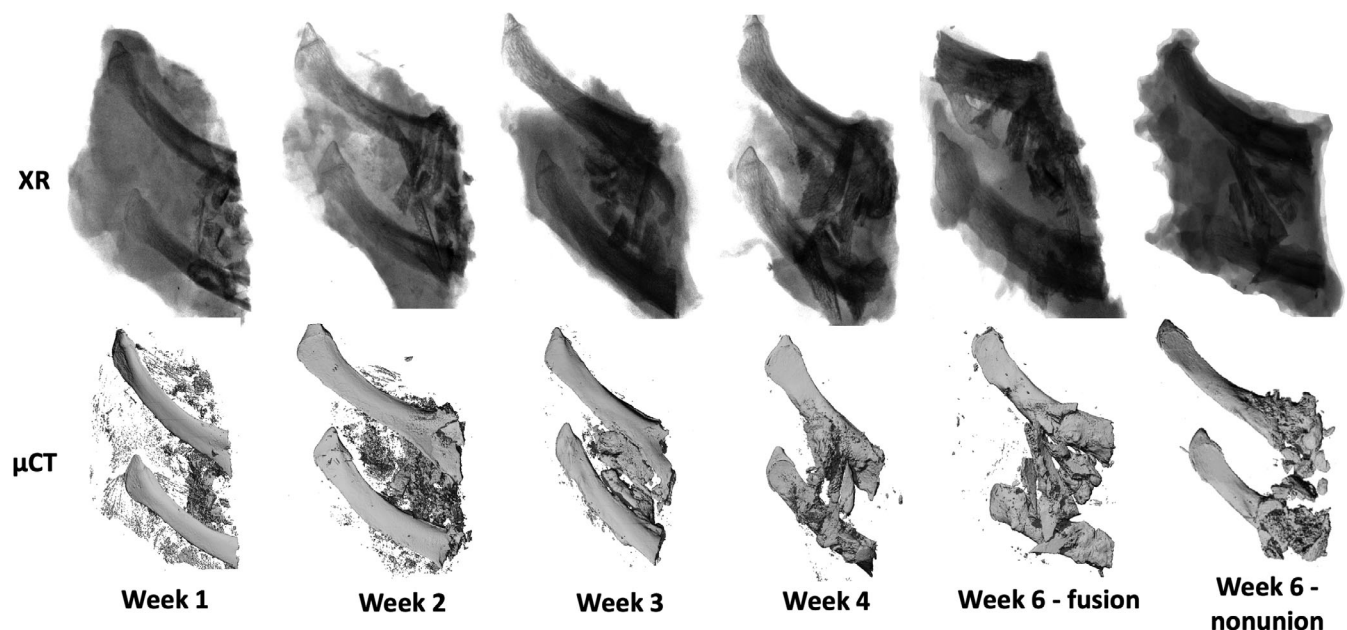 XR
μCT
Week 1
Week 2
Week 3
Week 4
Week 6 - fusion
Week 6 -
nonunion